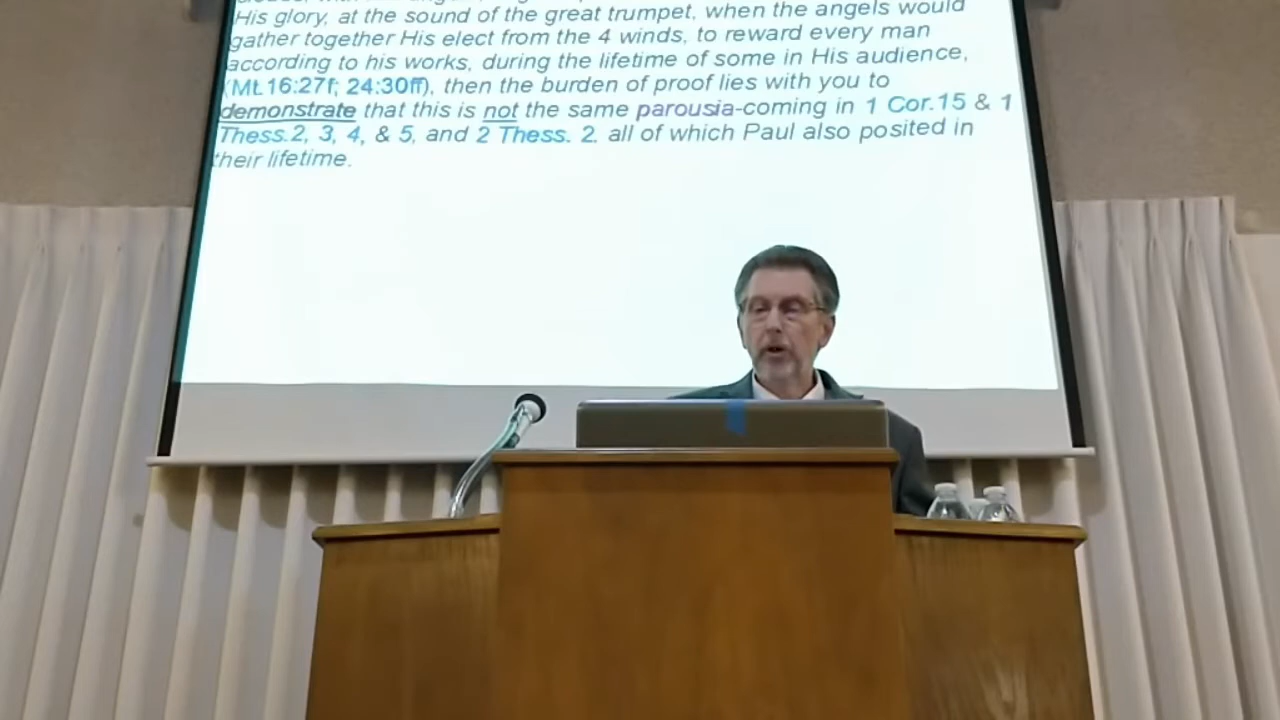 His glory, at the sound of the great trumpet, when the angels would
gather together His elect from the 4 winds, to reward every man
according to his works, during the lifetime of some in His audience,
(Mt.16:27f; 24:30ff), then the burden of proof lies with you to
demonstrate that this is not the same parousia-coming in 1 Cor.15 & 1
Thess.2, 3, 4, & 5, and 2 Thess. 2, all of which Paul also posited in
their lifetime.